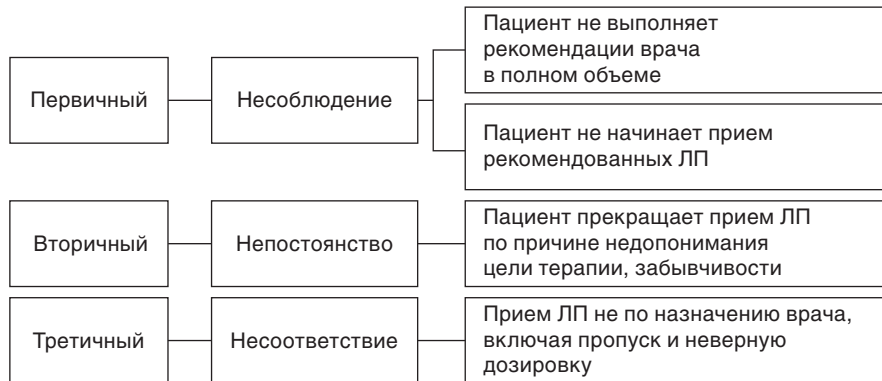 Первичный
Несоблюдение
Пациент не выполняет
рекомендации врача
в полном объеме
Пациент не начинает прием
рекомендованных ЛП
Вторичный
Непостоянство
Пациент прекращает прием ЛП
по причине недопонимания
цели терапии, забывчивости
Третичный
Несоответствие
Прием ЛП не по назначению врача,
включая пропуск и неверную
дозировку